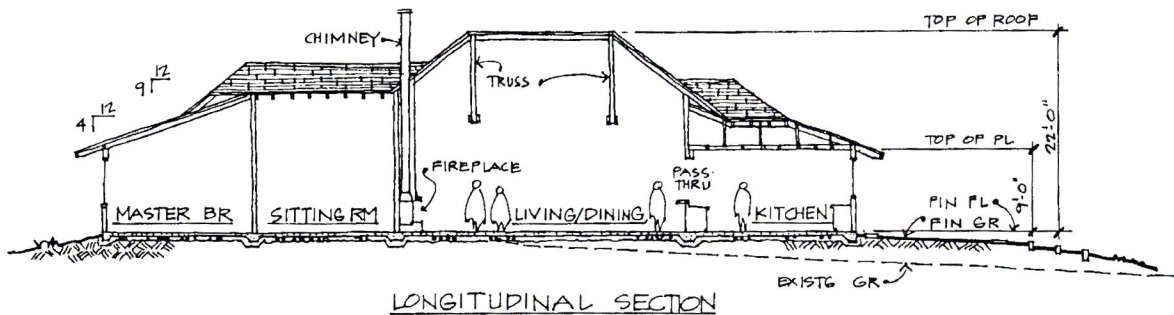 TOP OF ROOF
CHIMNEY
TRUSS
12
9
12
4
TOP OF PL
22'-0"
9'-0"
FIREPLACE
PASS-
THRU
MASTER BR
SITTING RM
LIVING/DINING
KITCHEN
FIN FL
FIN GR
EXISTG GR
LONGITUDINAL SECTION